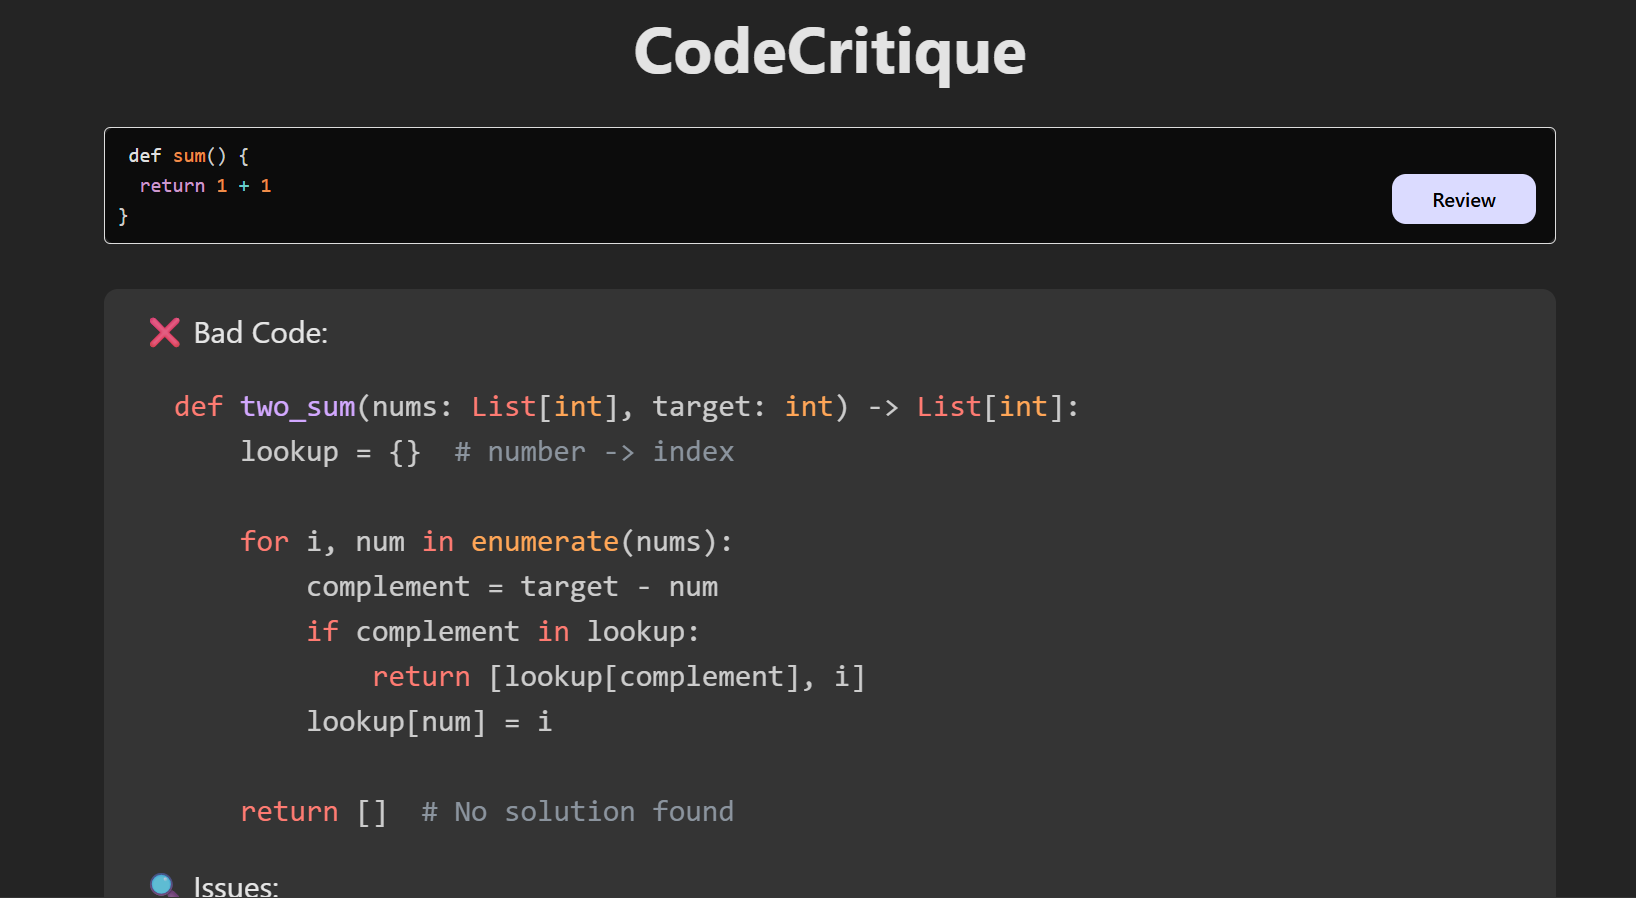 CodeCritique
def sum() {
return 1 + 1
}
Review
❌ Bad Code:
def two_sum(nums: List[int], target: int) -> List[int]:
lookup = {}  # number -> index
for i, num in enumerate(nums):
complement = target - num
if complement in lookup:
return [lookup[complement], i]
lookup[num] = i
return []  # No solution found
🔍 Issues: